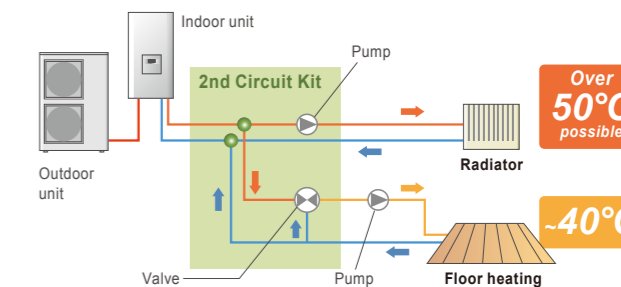 Indoor unit
Pump
2nd Circuit Kit
Over
50°C
possible
Radiator
Outdoor
unit
~40°C
Valve
Pump
Floor heating